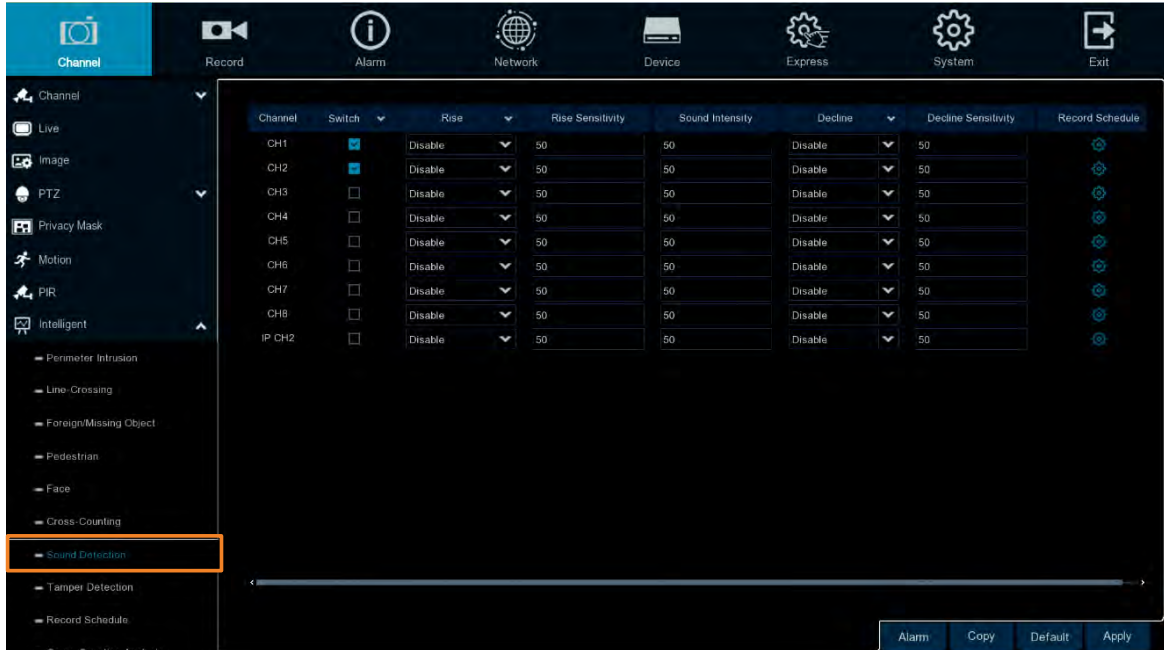 Channel Record Alarm Network Device Express System Exit
Channel
Live
Image
PTZ
Privacy Mask
Motion
PIR
Intelligent
Perimeter Intrusion
Line-Crossing
Foreign/Missing Object
Pedestrian
Face
Cross-Counting
Sound Detection
Tamper Detection
Record Schedule
Channel Switch Rise Rise Sensitivity Sound Intensity Decline Decline Sensitivity Record Schedule
CH1 Disable 50 50 Disable 50
CH2 Disable 50 50 Disable 50
CH3 Disable 50 50 Disable 50
CH4 Disable 50 50 Disable 50
CH5 Disable 50 50 Disable 50
CH6 Disable 50 50 Disable 50
CH7 Disable 50 50 Disable 50
CH8 Disable 50 50 Disable 50
IP CH2 Disable 50 50 Disable 50
Alarm Copy Default Apply